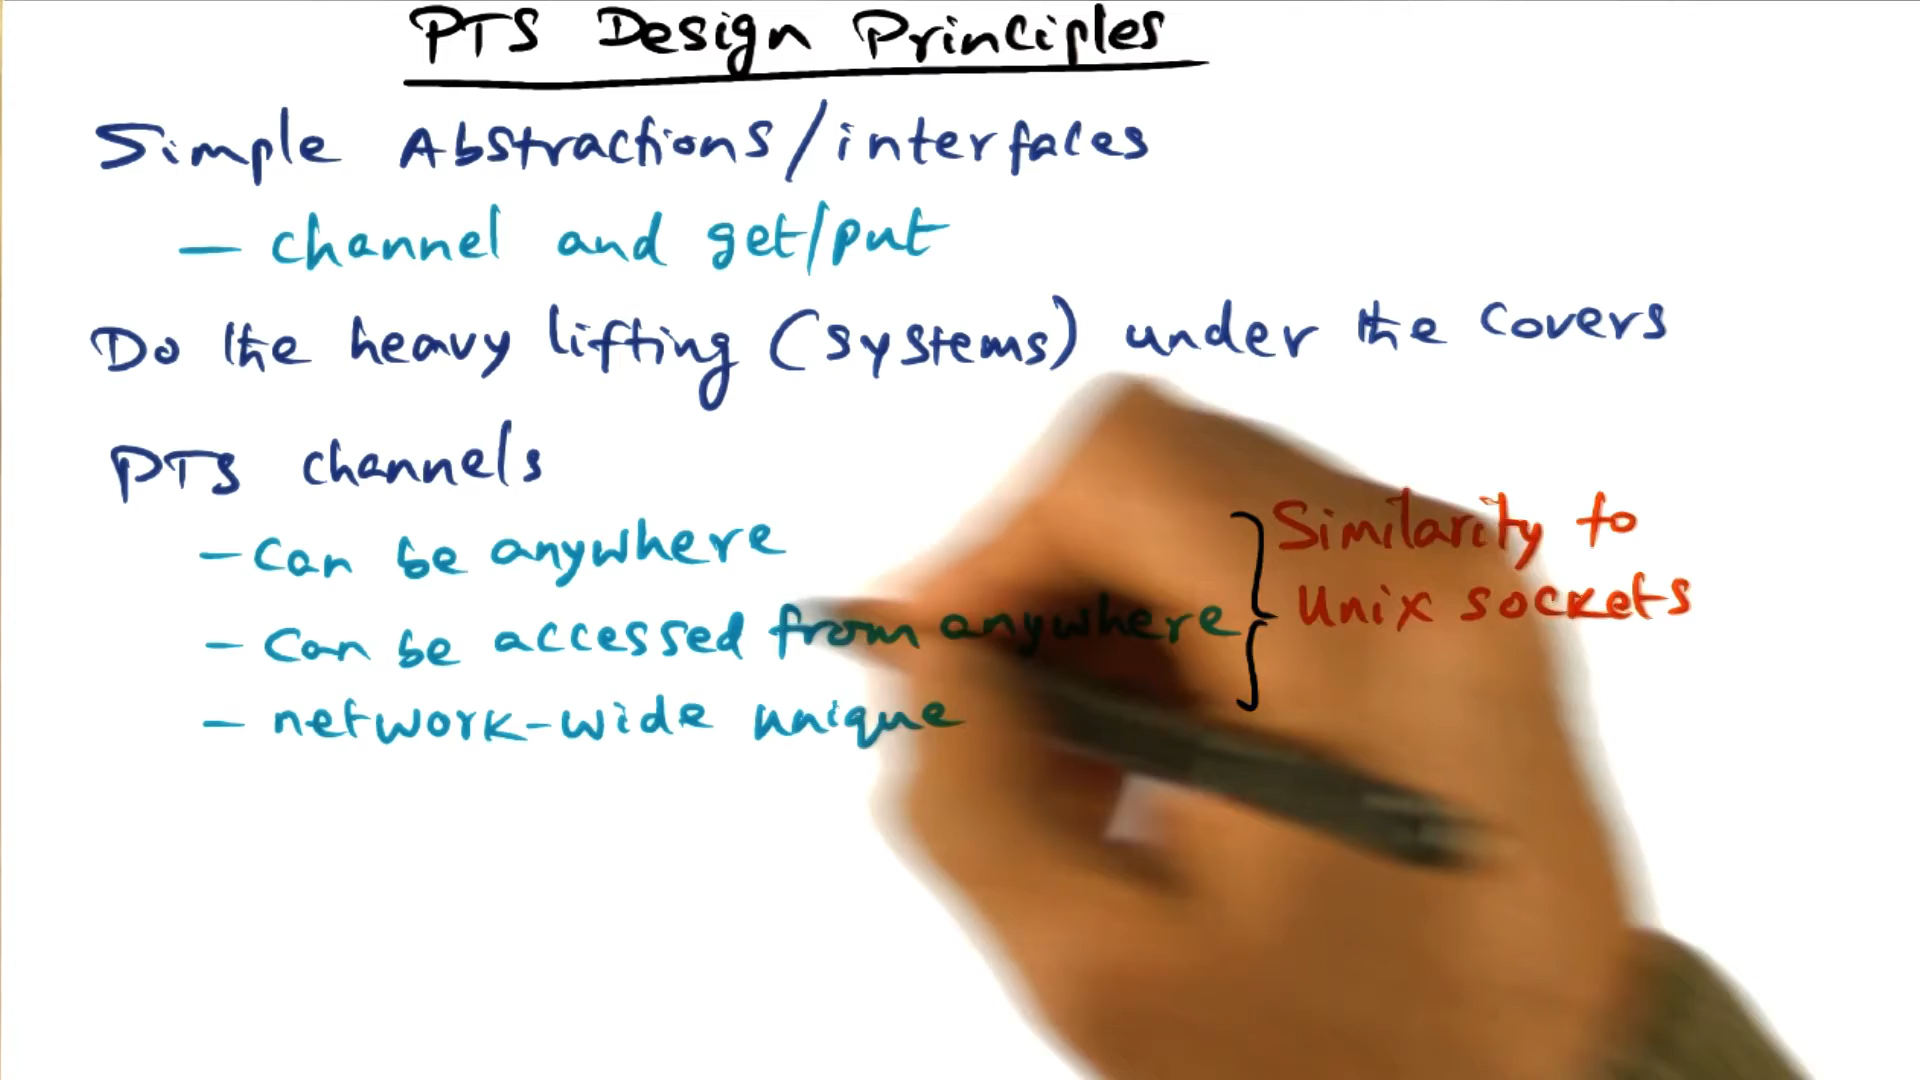 PTS Design Principles
Simple Abstractions/interfaces
- channel and get/put
Do the heavy lifting (systems) under the covers
PTS channels
- can be anywhere
- can be accessed from anywhere
- network-wide unique
Similarity to
Unix sockets